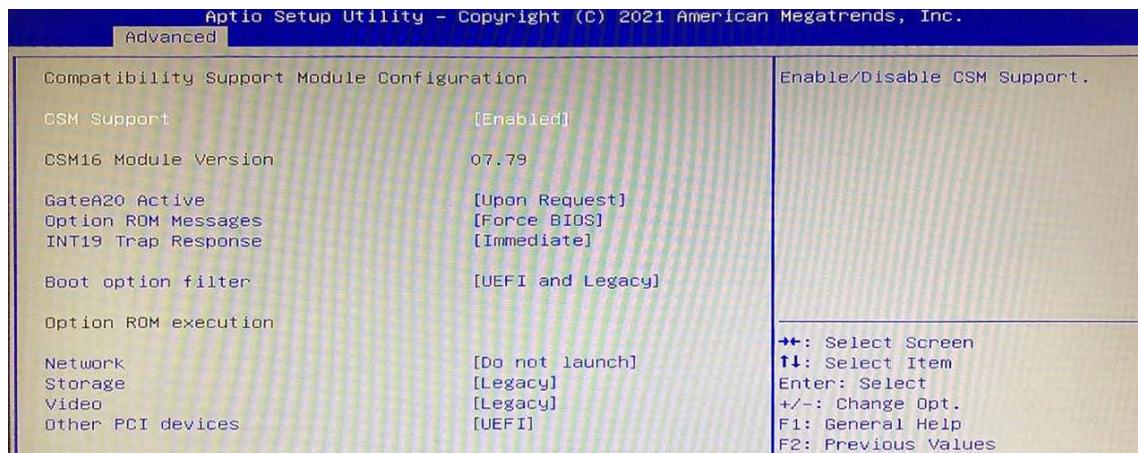 Aptio Setup Utility – Copyright (C) 2021 American Megatrends, Inc.
Advanced
Compatibility Support Module Configuration
Enable/Disable CSM Support.
CSM Support [Enabled]
CSM16 Module Version 07.79
GateA20 Active [Upon Request]
Option ROM Messages [Force BIOS]
INT19 Trap Response [Immediate]
Boot option filter [UEFI and Legacy]
Option ROM execution
Network [Do not launch]
Storage [Legacy]
Video [Legacy]
Other PCI devices [UEFI]
→←: Select Screen
↑↓: Select Item
Enter: Select
+/-: Change Opt.
F1: General Help
F2: Previous Values